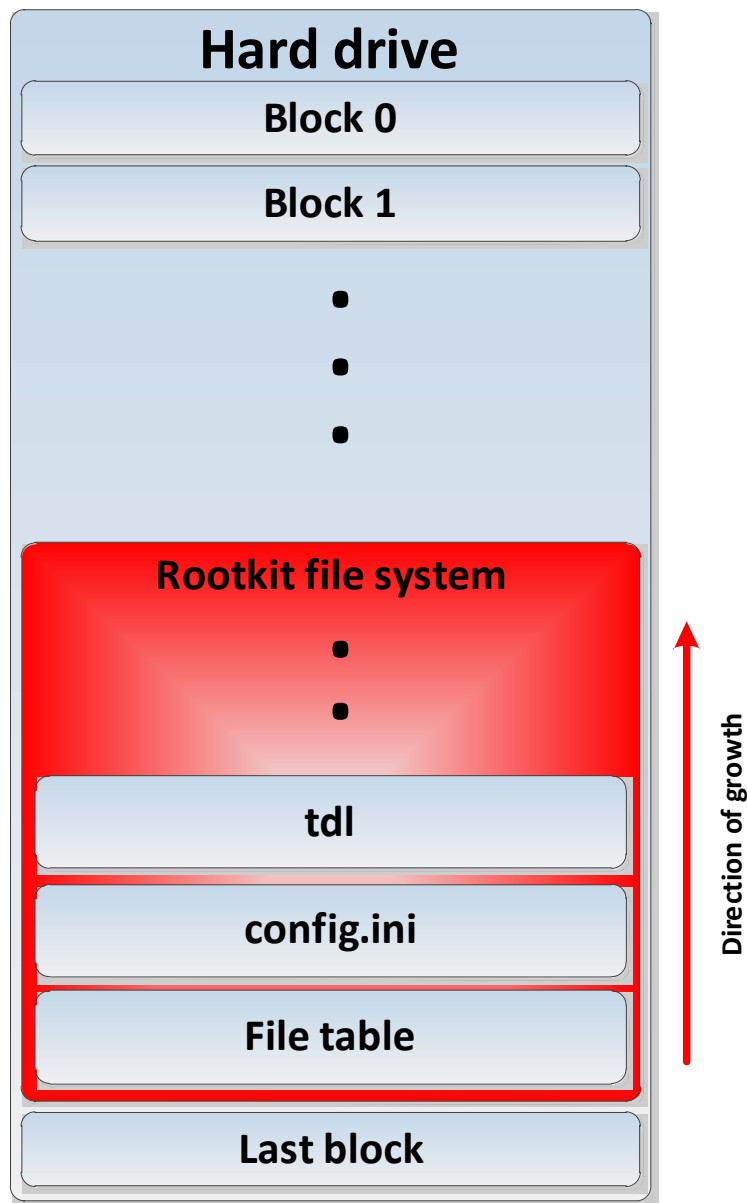 Hard drive
Block 0
Block 1
Rootkit file system
tdl
config.ini
File table
Last block
Direction of growth